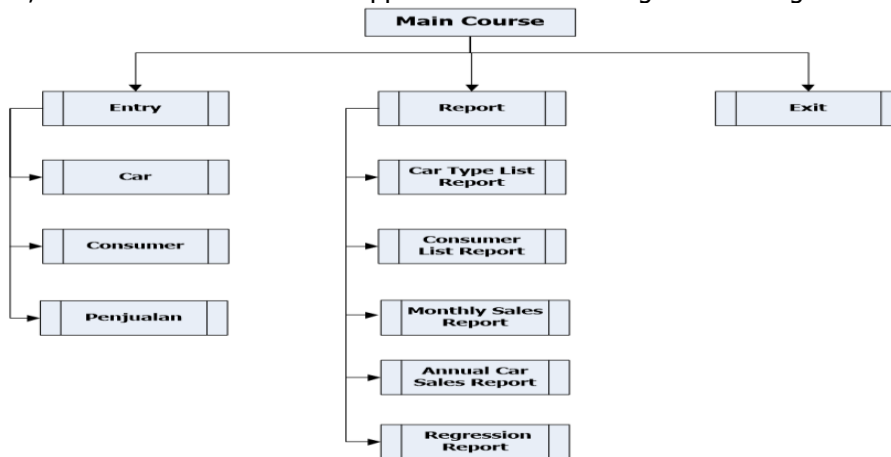 Main Course
Entry
Report
Exit
Car
Car Type List
Report
Consumer
Consumer
List Report
Penjualan
Monthly Sales
Report
Annual Car
Sales Report
Regression
Report